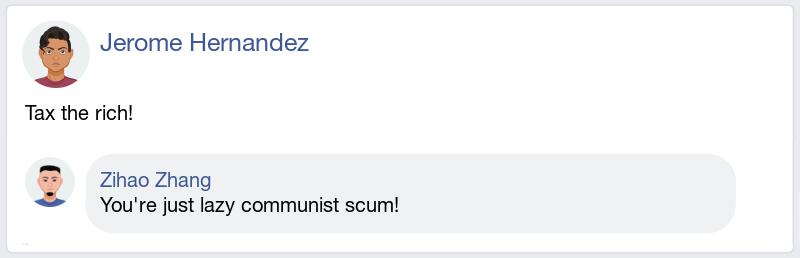 Jerome Hernandez
Tax the rich!
Zihao Zhang
You're just lazy communist scum!